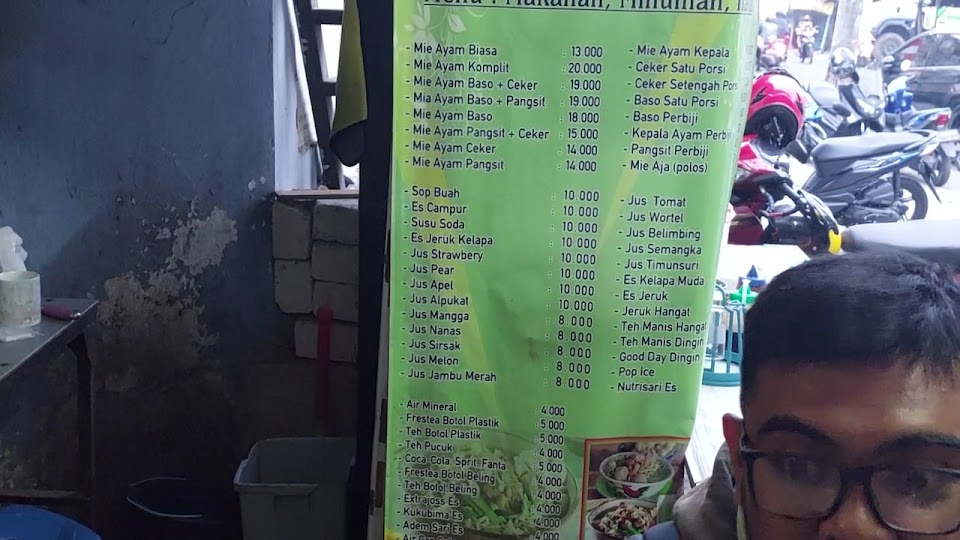 Menu : Makanan, Minuman,
- Mie Ayam Biasa : 13.000
- Mie Ayam Komplit : 20.000
- Mie Ayam Baso + Ceker : 19.000
- Mia Ayam Baso + Pangsit : 19.000
- Mie Ayam Baso : 18.000
- Mie Ayam Pangsit + Ceker : 15.000
- Mie Ayam Ceker : 14.000
- Mie Ayam Pangsit : 14.000
- Sop Buah : 10.000
- Es Campur : 10.000
- Susu Soda : 10.000
- Es Jeruk Kelapa : 10.000
- Jus Strawbery : 10.000
- Jus Pear : 10.000
- Jus Apel : 10.000
- Jus Alpukat : 10.000
- Jus Mangga : 8.000
- Jus Nanas : 8.000
- Jus Sirsak : 8.000
- Jus Melon : 8.000
- Jus Jambu Merah : 8.000
- Air Mineral : 4.000
- Frestea Botol Plastik : 5.000
- Teh Botol Plastik : 5.000
- Teh Pucuk : 4.000
- Coca-Cola, Sprit, Fanta : 5.000
- Frestea Botol Beling : 4.000
- Teh Botol Beling : 4.000
- Extrajoss Es : 4.000
- Kukubima Es : 4.000
- Adem Sari Es : 4.000
- Mie Ayam Kepala
- Ceker Satu Porsi
- Ceker Setengah Porsi
- Baso Satu Porsi
- Baso Perbiji
- Kepala Ayam Perbiji
- Pangsit Perbiji
- Mie Aja (polos)
- Jus Tomat
- Jus Wortel
- Jus Belimbing
- Jus Semangka
- Jus Timunsuri
- Es Kelapa Muda
- Es Jeruk
- Jeruk Hangat
- Teh Manis Hangat
- Teh Manis Dingin
- Good Day Dingin
- Pop Ice
- Nutrisari Es